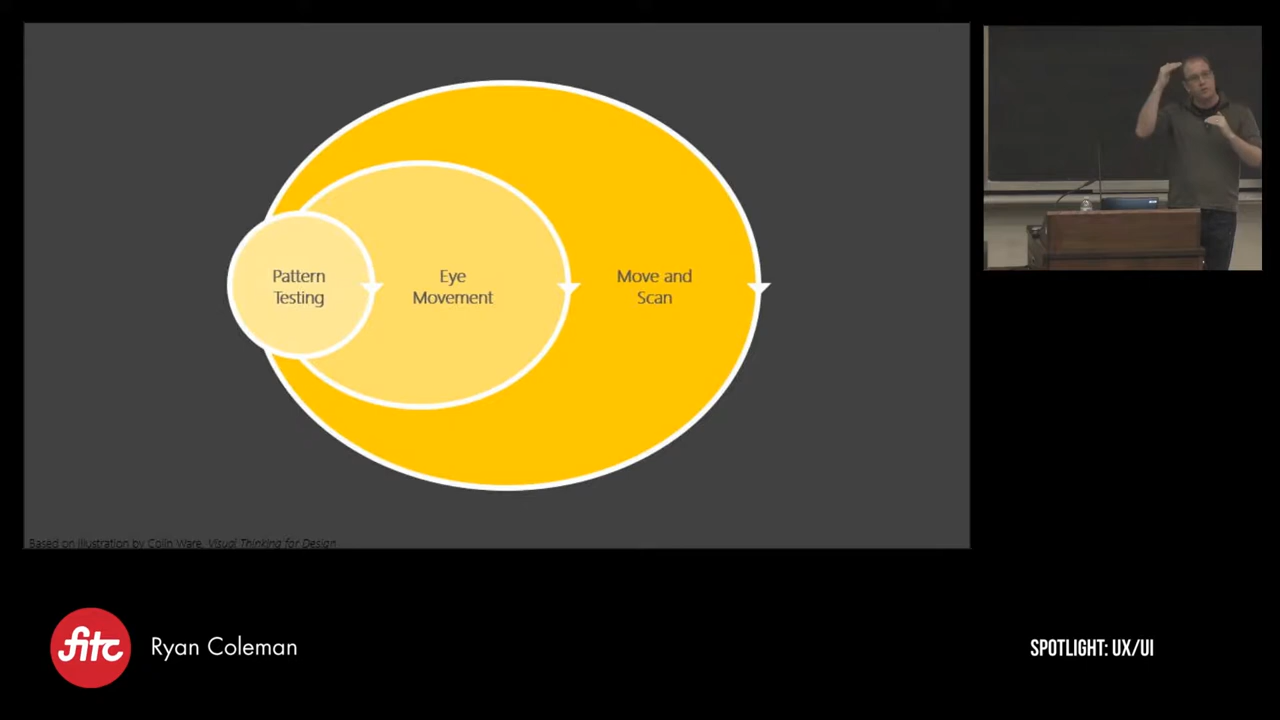 Pattern
Testing
Eye
Movement
Move and
Scan
Based on illustration by Colin Ware, Visual Thinking for Design
fitc
Ryan Coleman
SPOTLIGHT: UX/UI